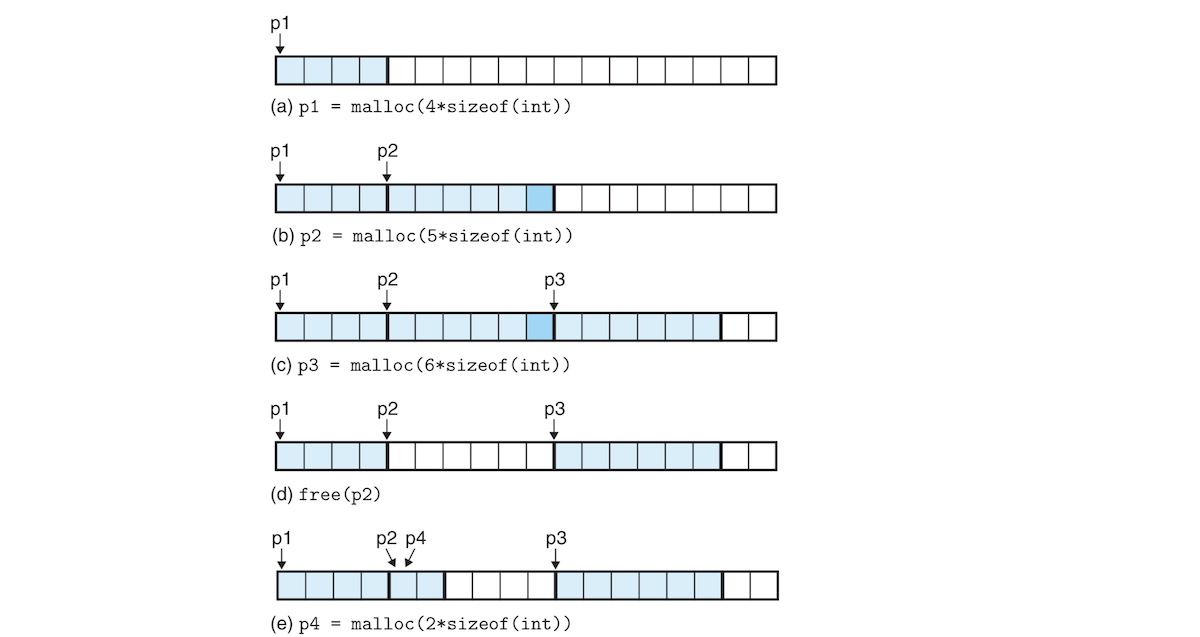 p1
(a) p1 = malloc(4*sizeof(int))
p1 p2
(b) p2 = malloc(5*sizeof(int))
p1 p2 p3
(c) p3 = malloc(6*sizeof(int))
p1 p2 p3
(d) free(p2)
p1 p2 p4 p3
(e) p4 = malloc(2*sizeof(int))